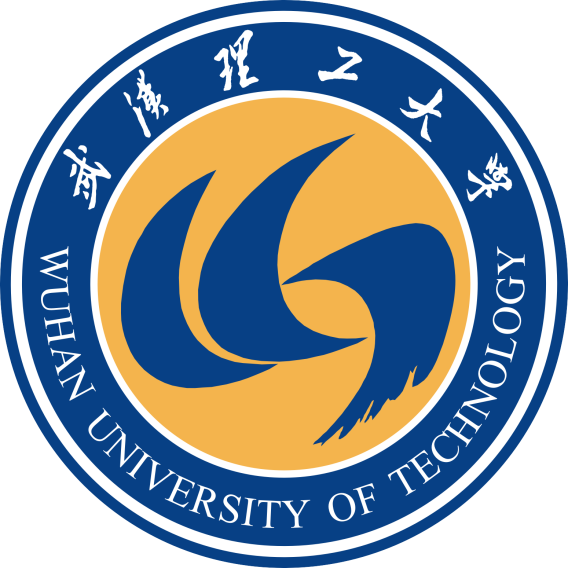 武漢理工大學
WUHAN UNIVERSITY OF TECHNOLOGY